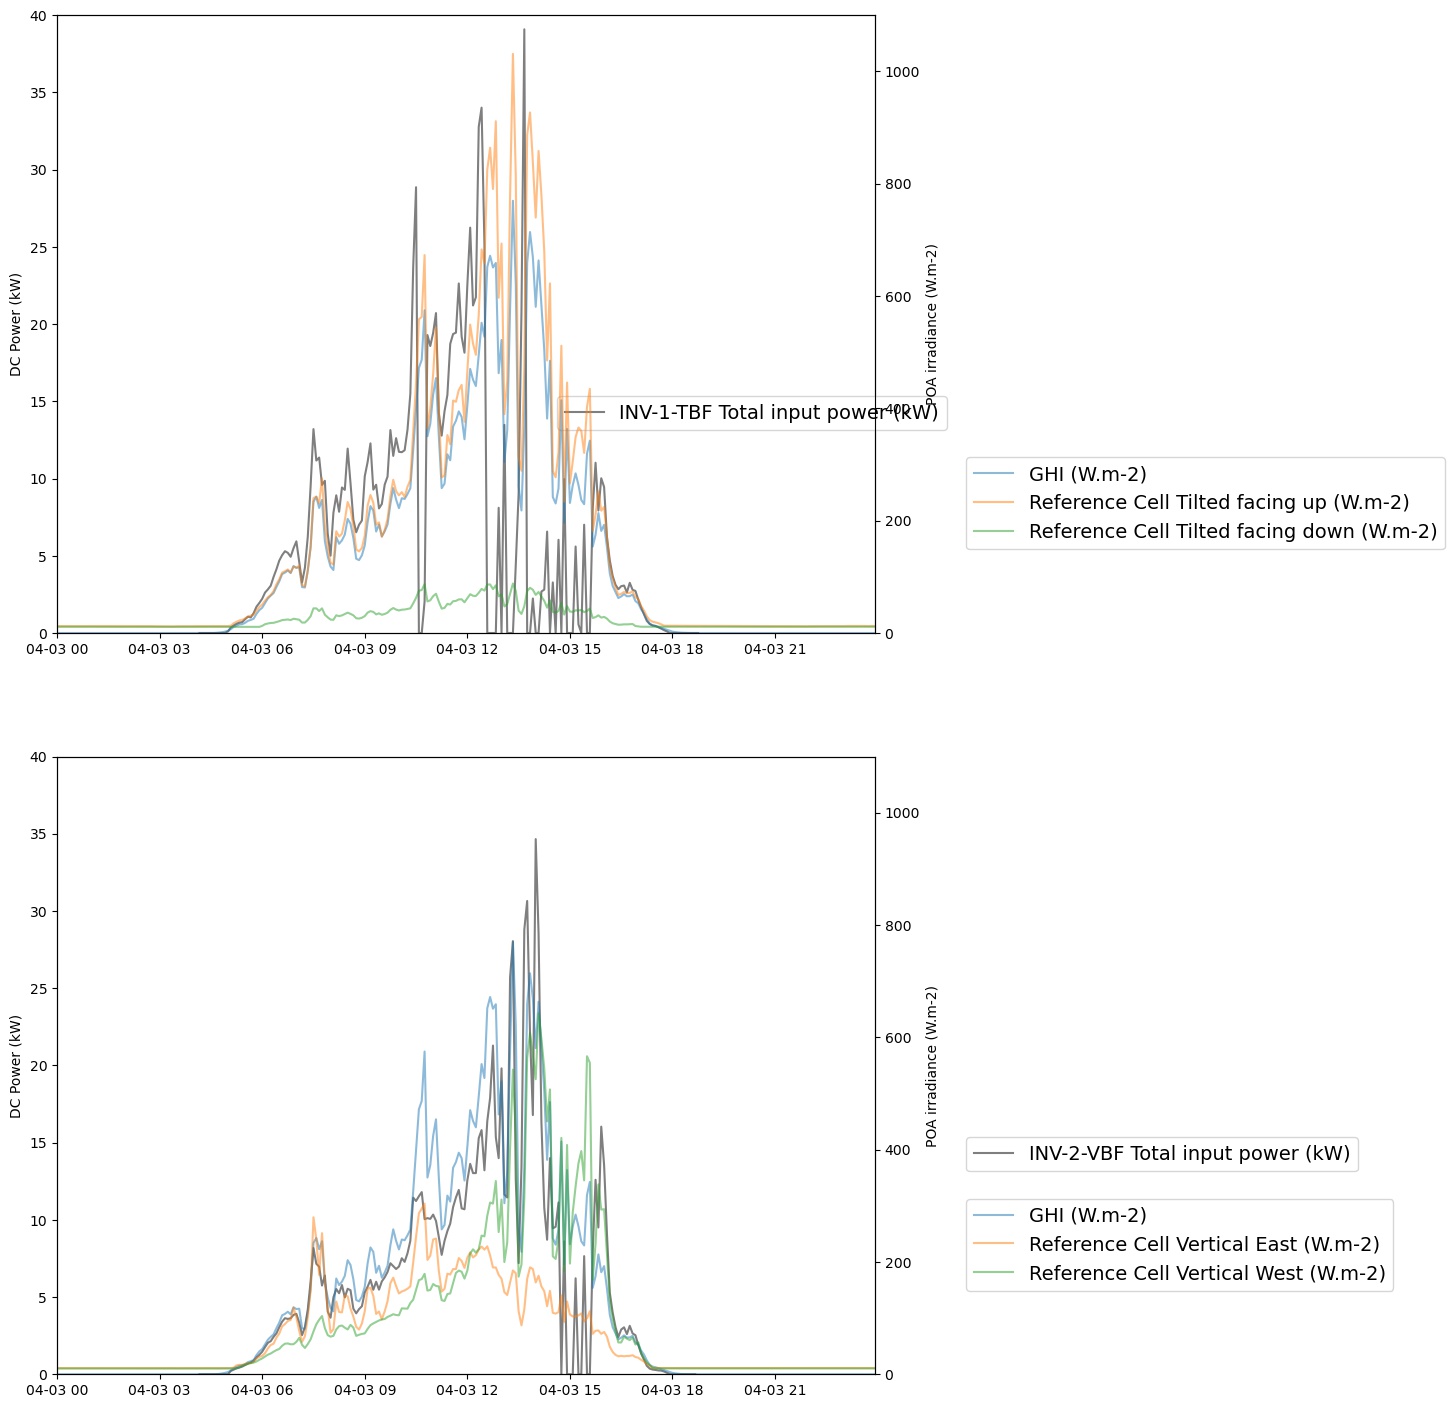 40
35
30
25
20
15
10
5
0
DC Power (kW)
1000
800
600
400
200
0
POA irradiance (W.m-2)
INV-1-TBF Total input power (kW)
GHI (W.m-2)
Reference Cell Tilted facing up (W.m-2)
Reference Cell Tilted facing down (W.m-2)
04-03 00 04-03 03 04-03 06 04-03 09 04-03 12 04-03 15 04-03 18 04-03 21
40
35
30
25
20
15
10
5
0
DC Power (kW)
1000
800
600
400
200
0
POA irradiance (W.m-2)
INV-2-VBF Total input power (kW)
GHI (W.m-2)
Reference Cell Vertical East (W.m-2)
Reference Cell Vertical West (W.m-2)
04-03 00 04-03 03 04-03 06 04-03 09 04-03 12 04-03 15 04-03 18 04-03 21